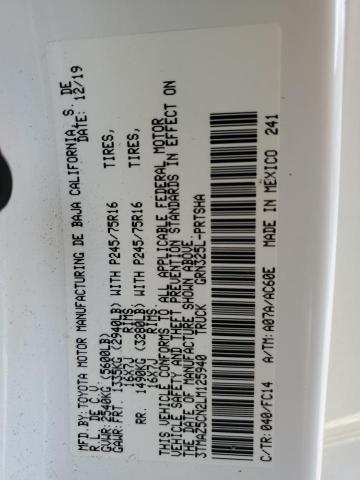 MFD.BY:TOYOTA MOTOR MANUFACTURING DE BAJA CALIFORNIA, S. DE
R.L. DE C.V. DATE: 12/19
GVWR: 2540KG (5600LB)
GAWR:FRT. 1335KG (2940LB) WITH P245/75R16 TIRES,
16X7J RIMS,
RR. 1490KG (3280LB) WITH P245/75R16 TIRES,
16X7J RIMS.
THIS VEHICLE CONFORMS TO ALL APPLICABLE FEDERAL MOTOR
VEHICLE SAFETY AND THEFT PREVENTION STANDARDS IN EFFECT ON
THE DATE OF MANUFACTURE SHOWN ABOVE.
3TMAZ5CN2LM125940 TRUCK GRN325L-PRTSHA
C/TR:040/FC14 A/TM:A07A/AC60E MADE IN MEXICO 241